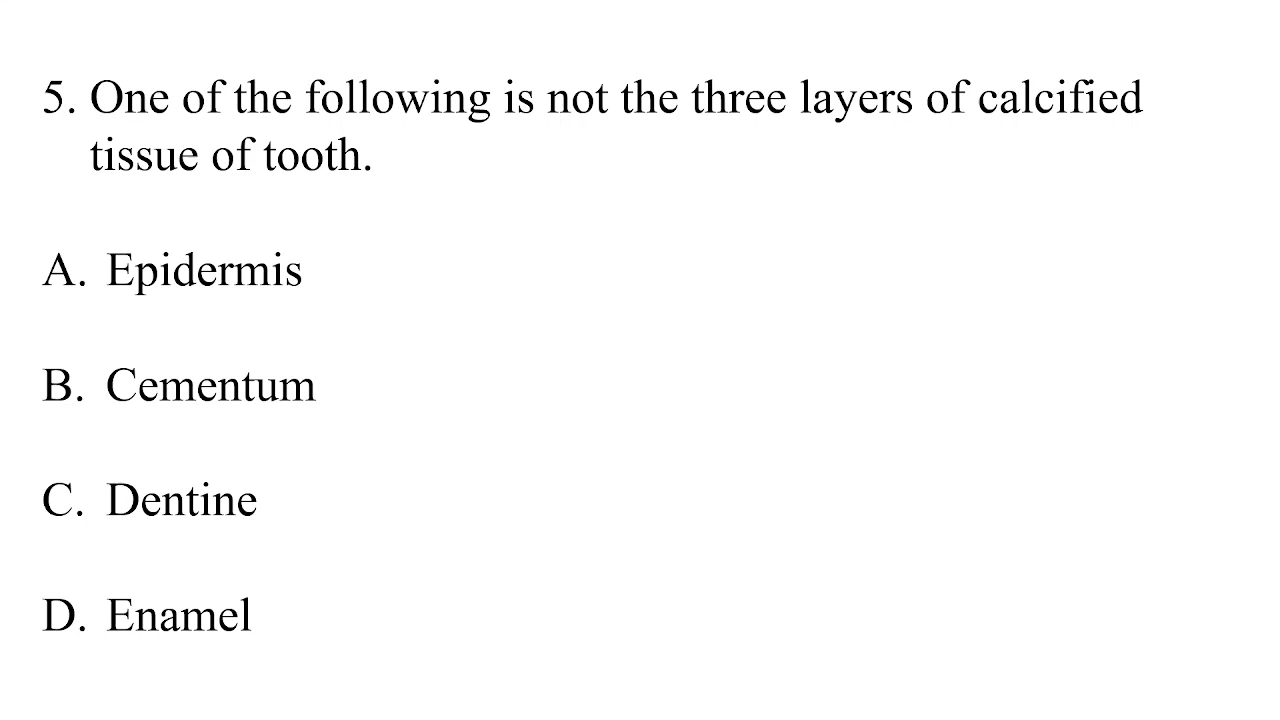 5. One of the following is not the three layers of calcified
tissue of tooth.
A. Epidermis
B. Cementum
C. Dentine
D. Enamel